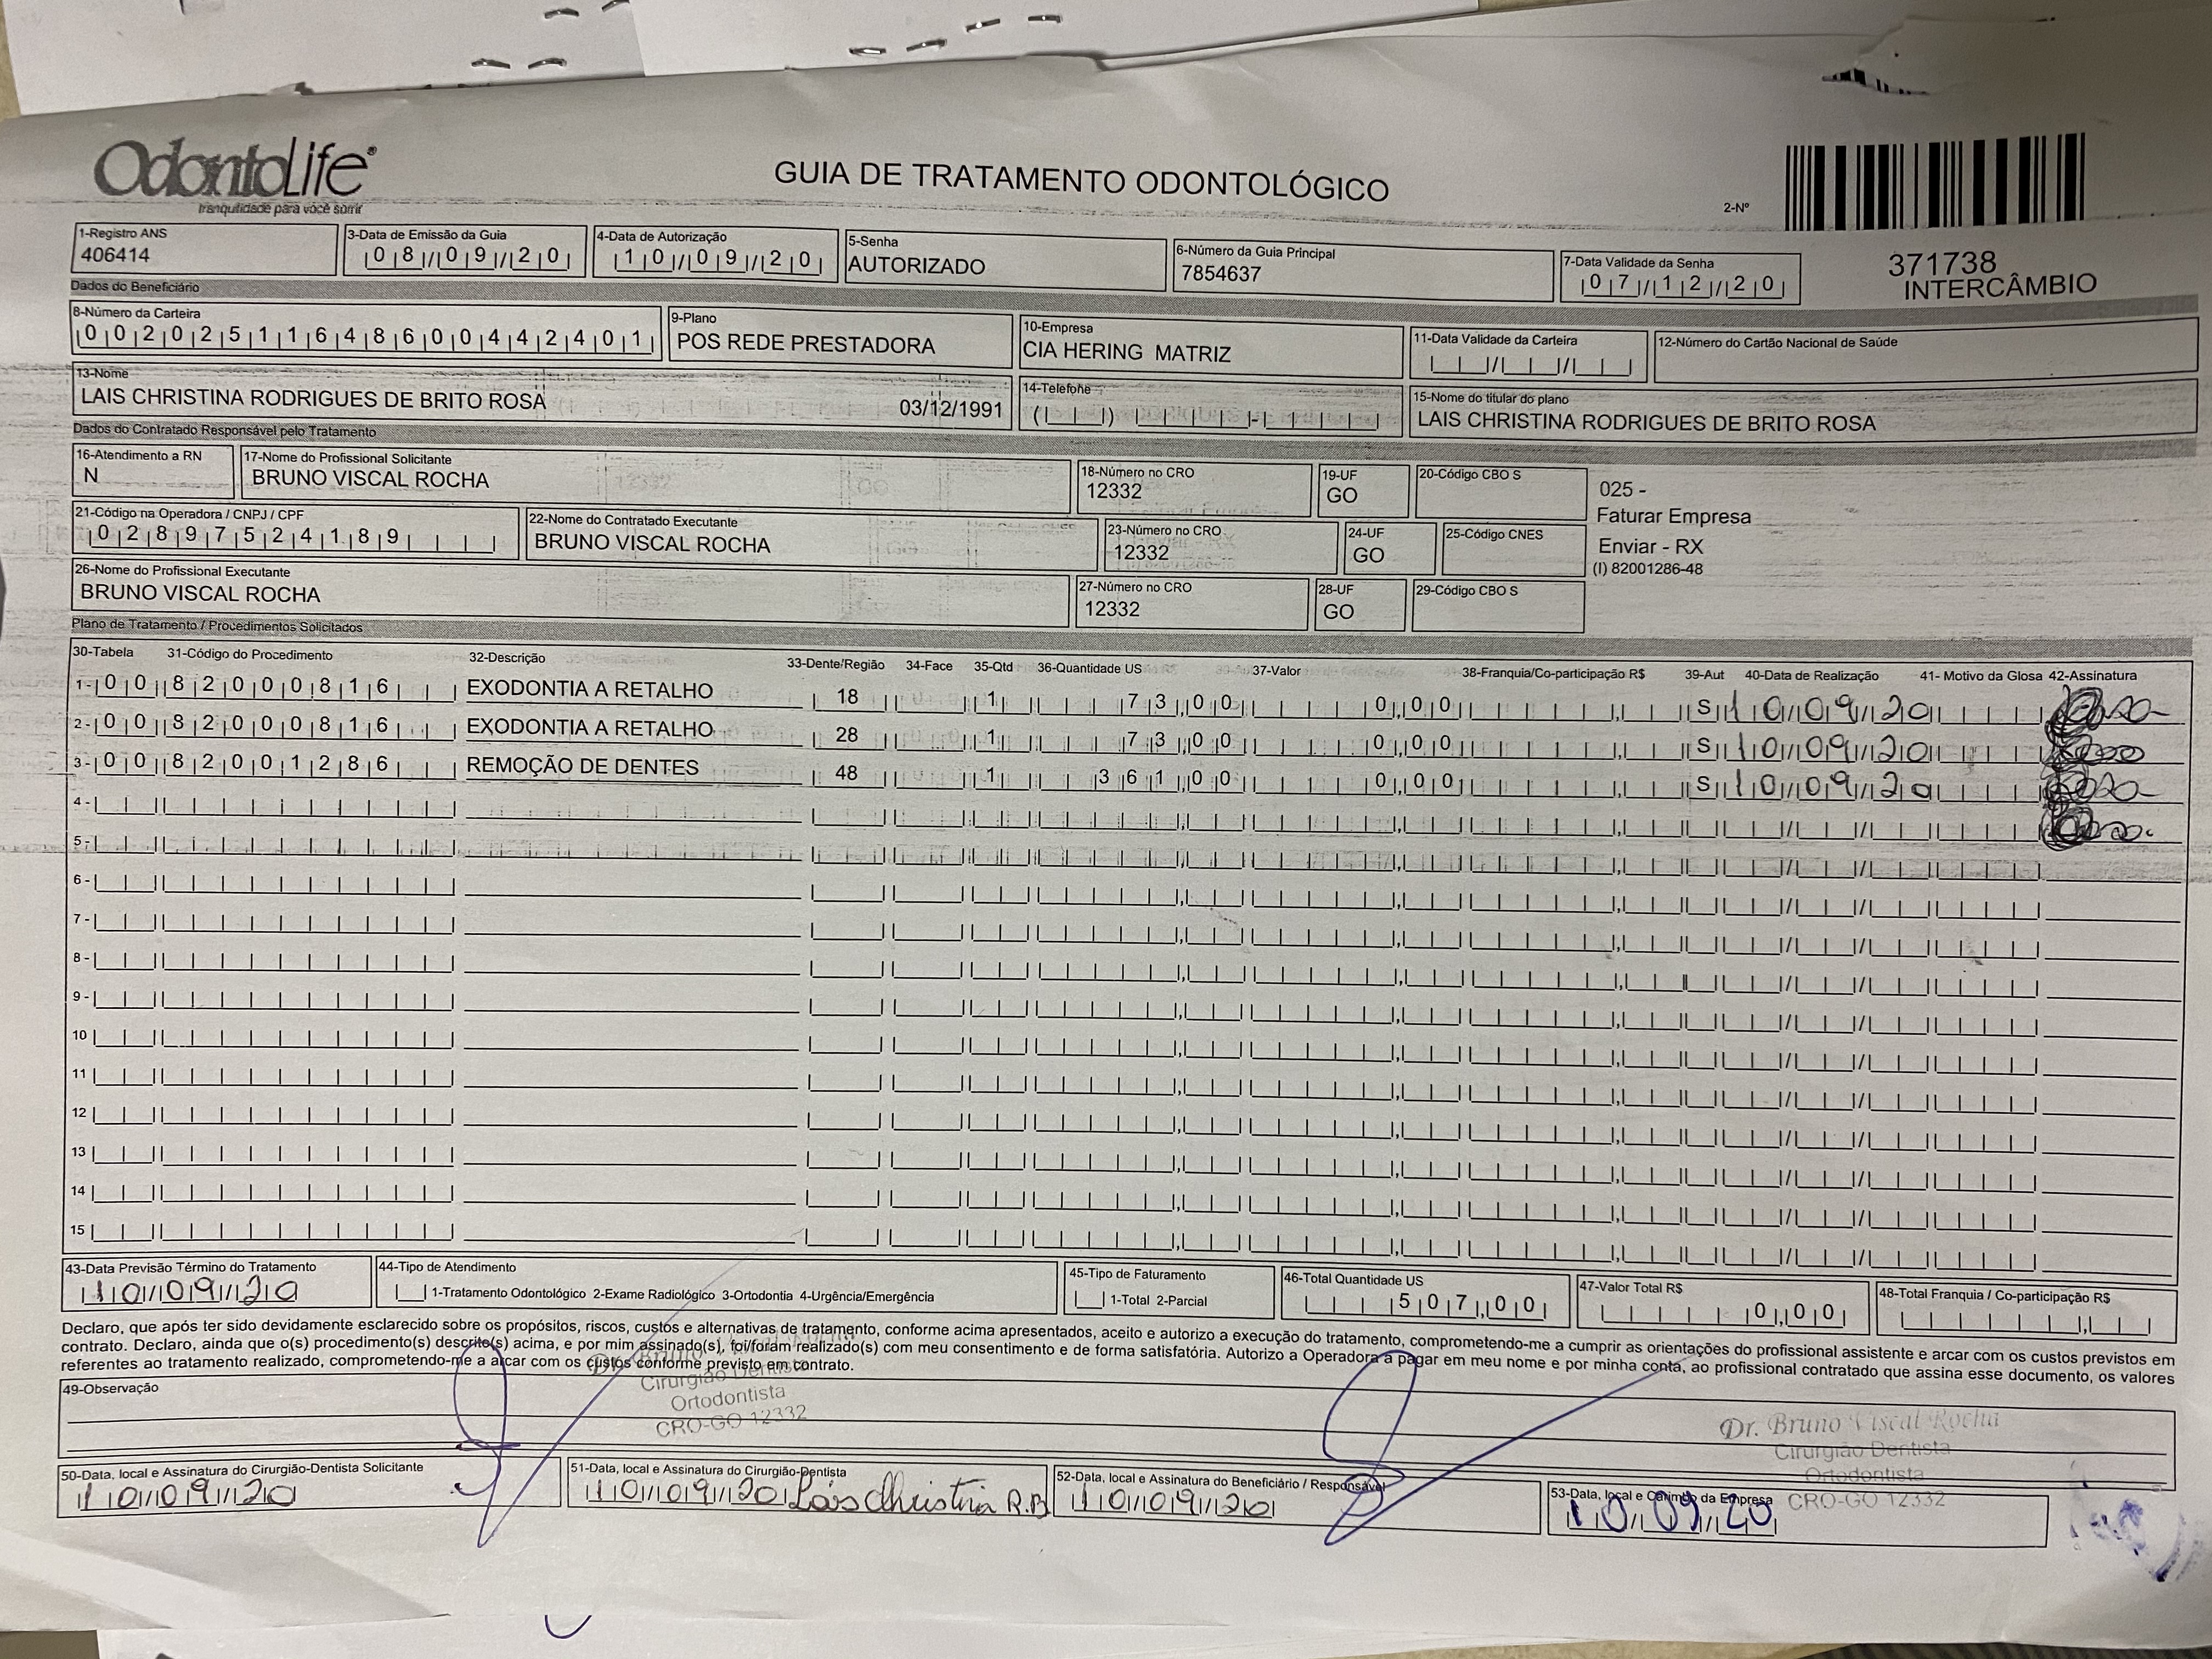 OdontoLife®
tranquilidade para você sorrir
GUIA DE TRATAMENTO ODONTOLÓGICO
2-Nº
371738
INTERCÂMBIO
1-Registro ANS
406414
3-Data de Emissão da Guia
08/09/20
4-Data de Autorização
10/09/20
5-Senha
AUTORIZADO
6-Número da Guia Principal
7854637
7-Data Validade da Senha
07/12/20
Dados do Beneficiário
8-Número da Carteira
00202511648600442401
9-Plano
POS REDE PRESTADORA
10-Empresa
CIA HERING MATRIZ
11-Data Validade da Carteira
12-Número do Cartão Nacional de Saúde
13-Nome
LAIS CHRISTINA RODRIGUES DE BRITO ROSA 03/12/1991
14-Telefone
15-Nome do titular do plano
LAIS CHRISTINA RODRIGUES DE BRITO ROSA
Dados do Contratado Responsável pelo Tratamento
16-Atendimento a RN
N
17-Nome do Profissional Solicitante
BRUNO VISCAL ROCHA
18-Número no CRO
12332
19-UF
GO
20-Código CBO S
025 -
Faturar Empresa
Enviar - RX
(I) 82001286-48
21-Código na Operadora / CNPJ / CPF
02897524189
22-Nome do Contratado Executante
BRUNO VISCAL ROCHA
23-Número no CRO
12332
24-UF
GO
25-Código CNES
26-Nome do Profissional Executante
BRUNO VISCAL ROCHA
27-Número no CRO
12332
28-UF
GO
29-Código CBO S
Plano de Tratamento / Procedimentos Solicitados
30-Tabela 31-Código do Procedimento 32-Descrição 33-Dente/Região 34-Face 35-Qtd 36-Quantidade US 37-Valor 38-Franquia/Co-participação R$ 39-Aut 40-Data de Realização 41- Motivo da Glosa 42-Assinatura
1- 00 82000816 EXODONTIA A RETALHO 18 1 73,00 0,00 S 10/09/20
2- 00 82000816 EXODONTIA A RETALHO 28 1 73,00 0,00 S 10/09/20
3- 00 82001286 REMOÇÃO DE DENTES 48 1 361,00 0,00 S 10/09/20
4-
5-
6-
7-
8-
9-
10
11
12
13
14
15
43-Data Previsão Término do Tratamento
10/09/20
44-Tipo de Atendimento
1-Tratamento Odontológico 2-Exame Radiológico 3-Ortodontia 4-Urgência/Emergência
45-Tipo de Faturamento
1-Total 2-Parcial
46-Total Quantidade US
507,00
47-Valor Total R$
0,00
48-Total Franquia / Co-participação R$
Declaro, que após ter sido devidamente esclarecido sobre os propósitos, riscos, custos e alternativas de tratamento, conforme acima apresentados, aceito e autorizo a execução do tratamento, comprometendo-me a cumprir as orientações do profissional assistente e arcar com os custos previstos em
contrato. Declaro, ainda que o(s) procedimento(s) descrito(s) acima, e por mim assinado(s), foi/foram realizado(s) com meu consentimento e de forma satisfatória. Autorizo a Operadora a pagar em meu nome e por minha conta, ao profissional contratado que assina esse documento, os valores
referentes ao tratamento realizado, comprometendo-me a arcar com os custos conforme previsto em contrato.
Cirurgião Dentista
Ortodontista
CRO-GO 12332
49-Observação
Dr. Bruno Viscal Rocha
Cirurgião Dentista
Ortodontista
CRO-GO 12332
50-Data, local e Assinatura do Cirurgião-Dentista Solicitante
10/09/20
51-Data, local e Assinatura do Cirurgião-Dentista
10/09/20 Lais Christina R.B
52-Data, local e Assinatura do Beneficiário / Responsável
10/09/20
53-Data, local e Carimbo da Empresa
10/09/20